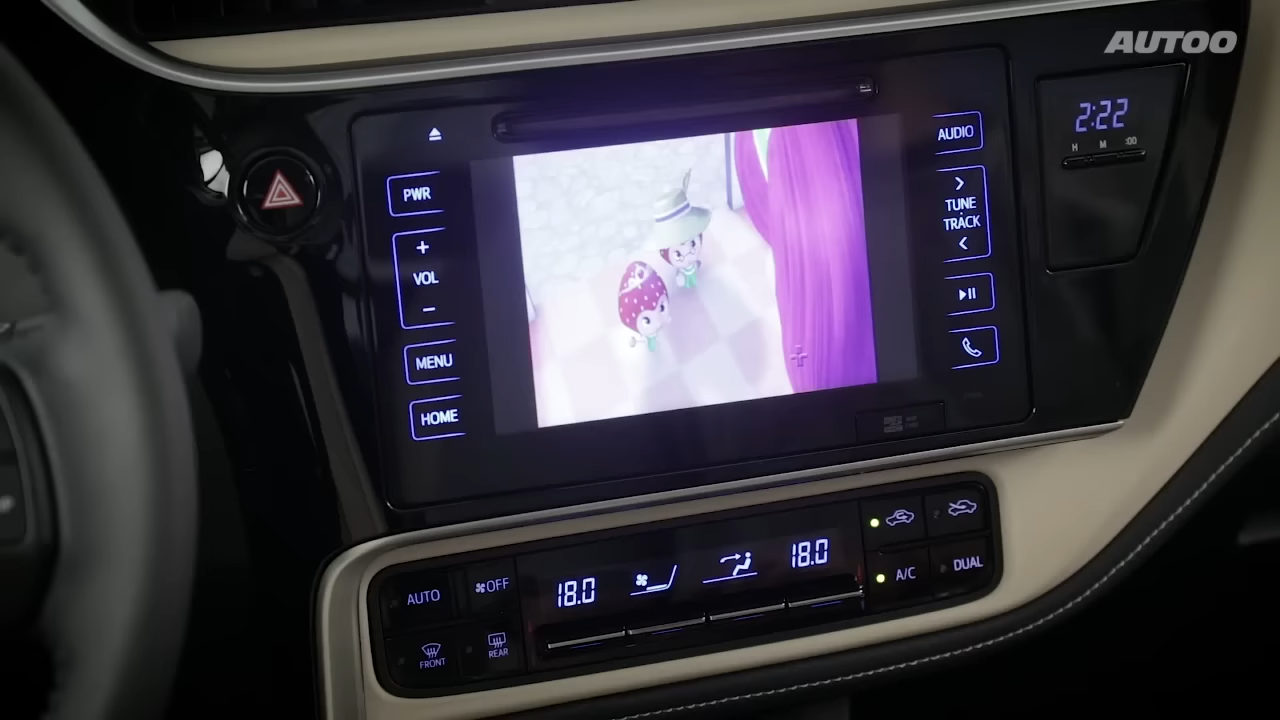 AUTOO
AUDIO
2:22
H M :00
PWR
TUNE
TRACK
+
VOL
-
MENU
HOME
18.0
18.0
AUTO
OFF
A/C
DUAL
FRONT
REAR